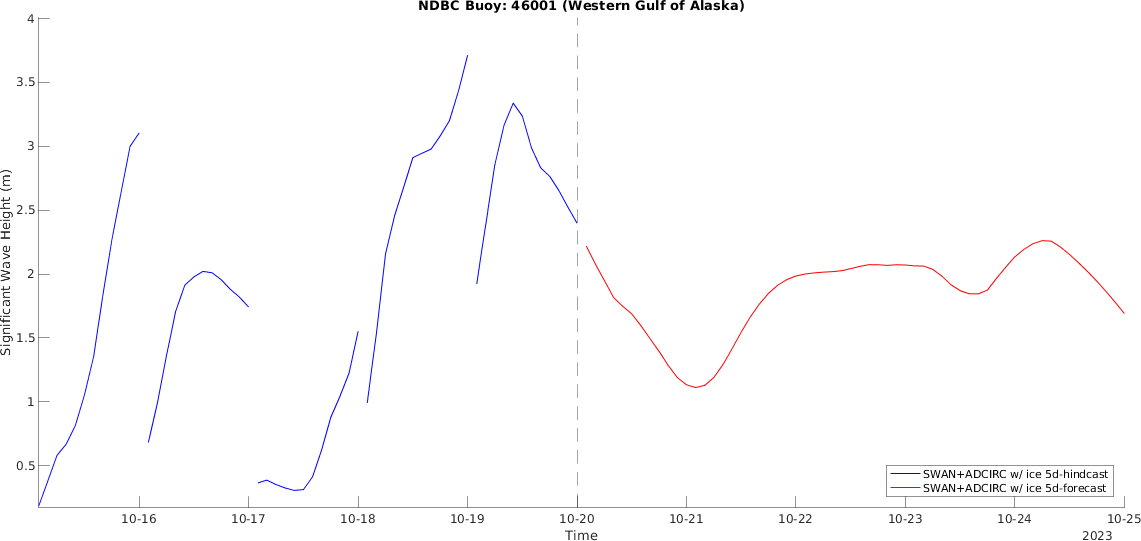 NDBC Buoy: 46001 (Western Gulf of Alaska)
4
3.5
3
2.5
2
1.5
1
0.5
Significant Wave Height (m)
SWAN+ADCIRC w/ ice 5d-hindcast
SWAN+ADCIRC w/ ice 5d-forecast
10-16 10-17 10-18 10-19 10-20 10-21 10-22 10-23 10-24 10-25
Time
2023